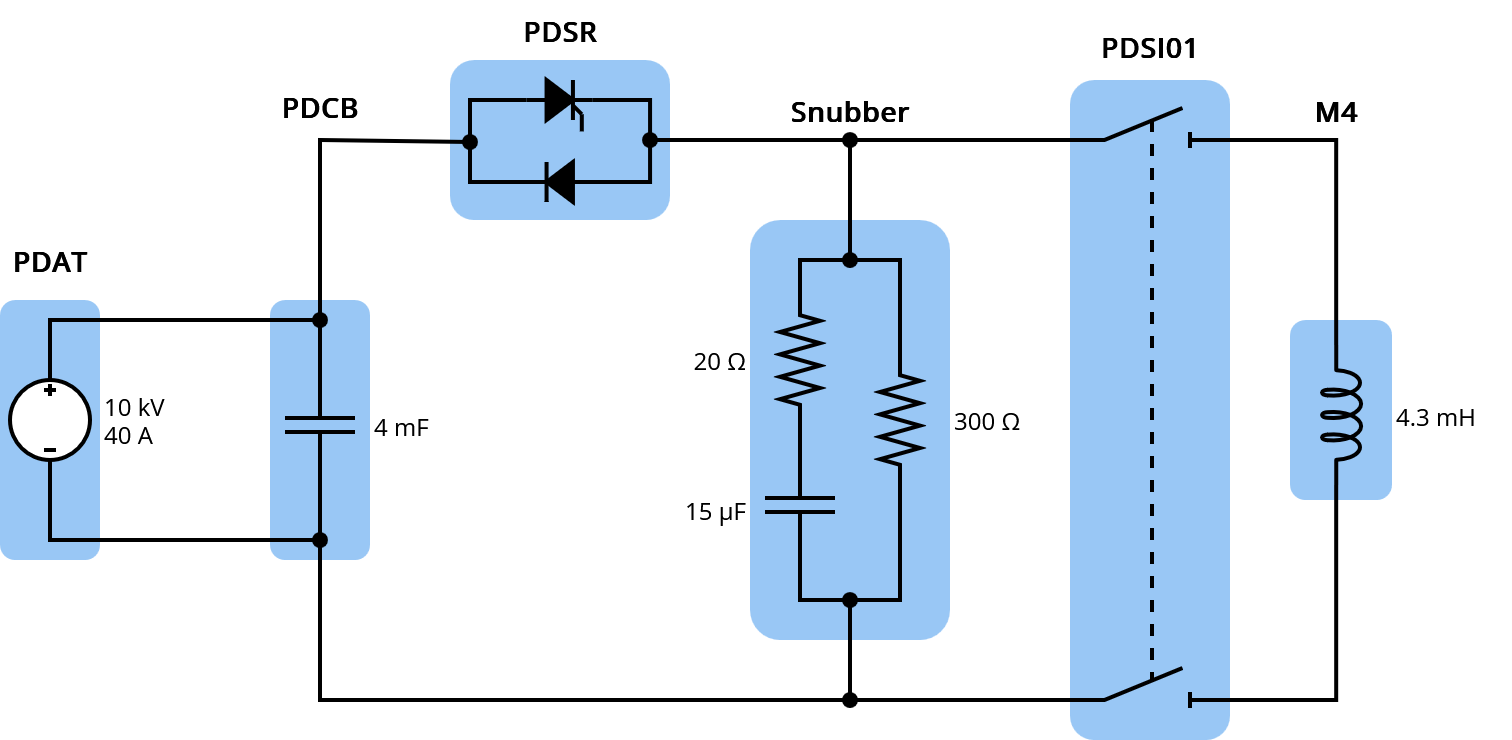 PDSR
PDSI01
PDCB
Snubber
M4
PDAT
+
-
10 kV
40 A
4 mF
20 Ω
300 Ω
15 µF
4.3 mH